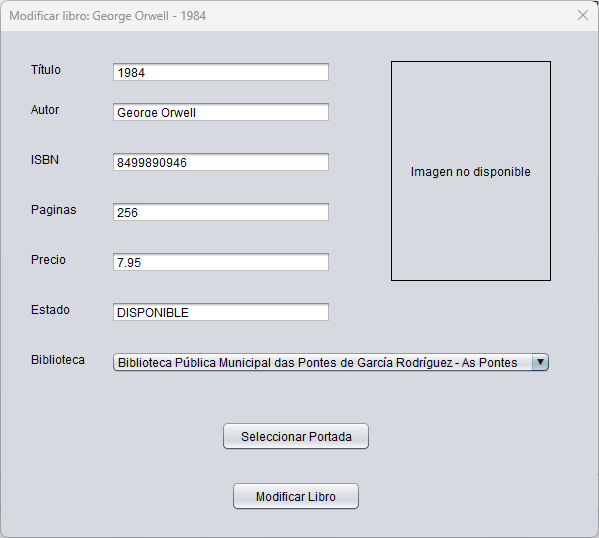 Modificar libro: George Orwell - 1984
Título
1984
Autor
George Orwell
ISBN
8499890946
Paginas
256
Precio
7.95
Estado
DISPONIBLE
Biblioteca
Biblioteca Pública Municipal das Pontes de García Rodríguez - As Pontes
Imagen no disponible
Seleccionar Portada
Modificar Libro